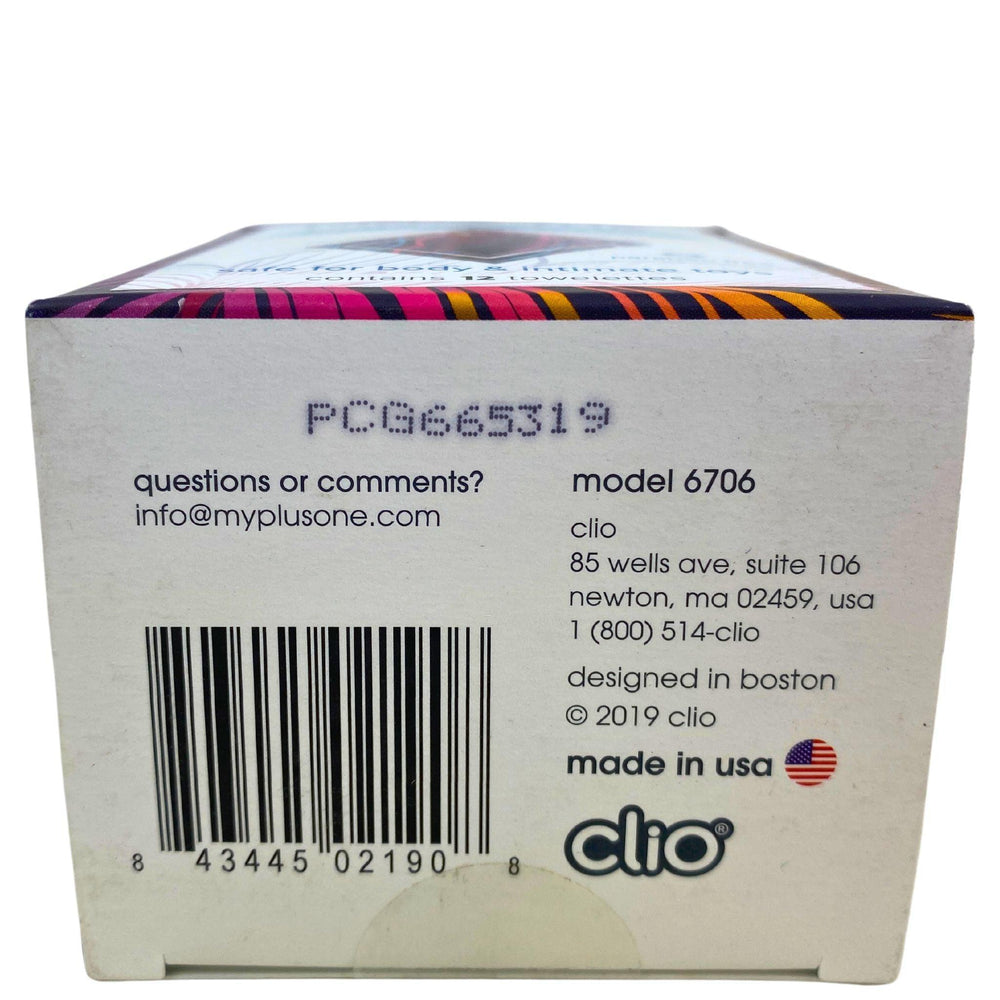 safe for body & intimate toys
contains 12 towelettes
PCG665319
questions or comments?
info@myplusone.com
model 6706
clio
85 wells ave, suite 106
newton, ma 02459, usa
1 (800) 514-clio
designed in boston
© 2019 clio
made in usa
clio®
8 43445 02190 8